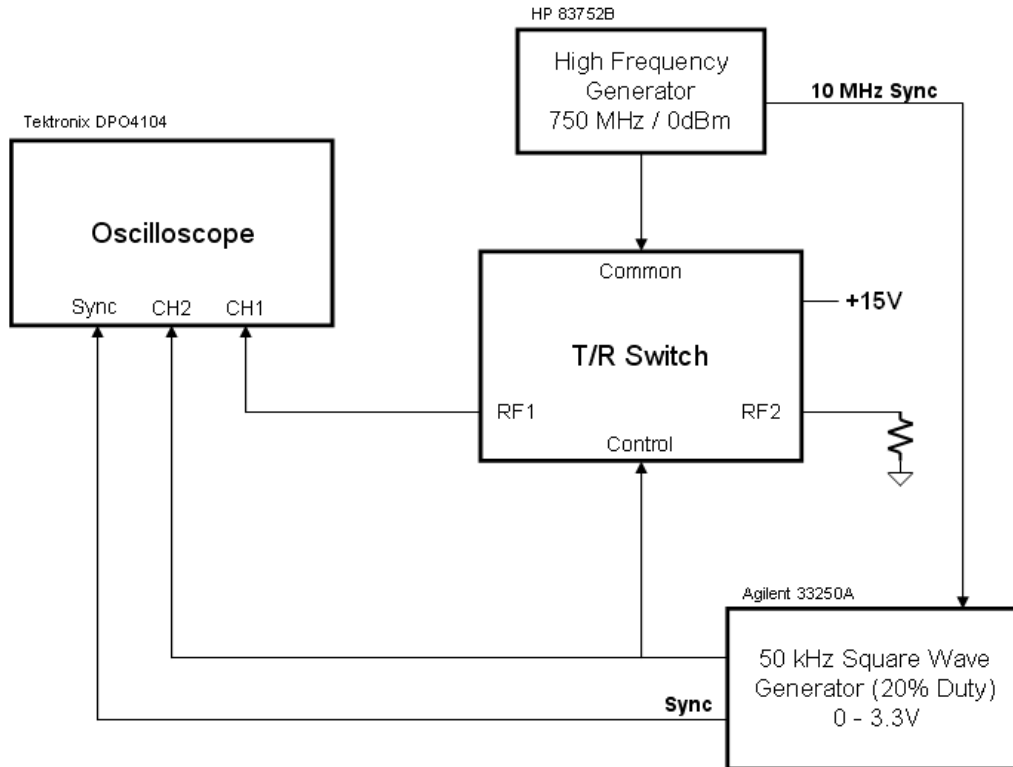 HP 83752B
High Frequency
Generator
750 MHz / 0dBm
10 MHz Sync
Tektronix DPO4104
Oscilloscope
Sync CH2 CH1
Common
+15V
T/R Switch
RF1 RF2
Control
Agilent 33250A
50 kHz Square Wave
Generator (20% Duty)
0 - 3.3V
Sync